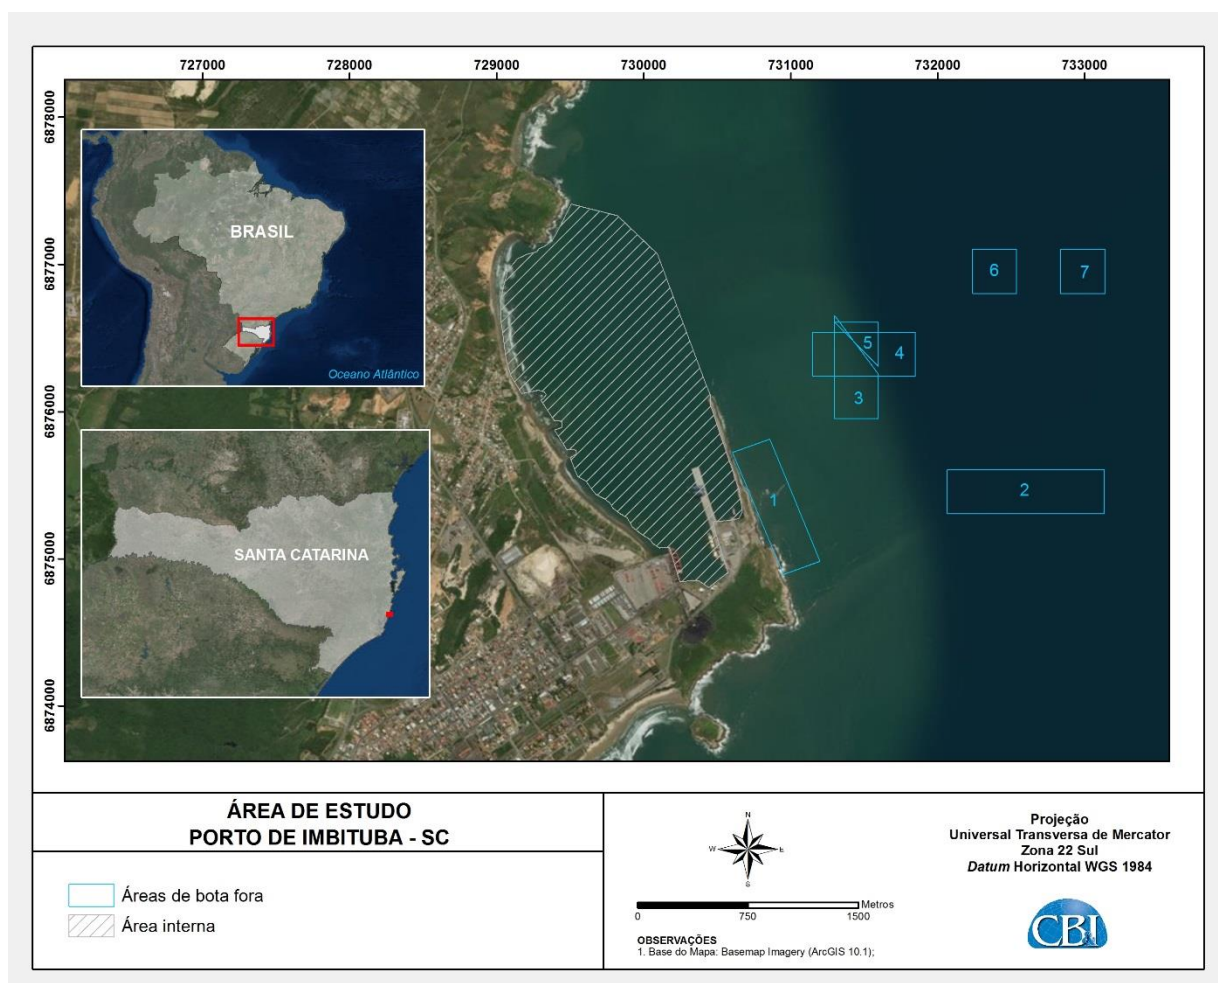 727000 728000 729000 730000 731000 732000 733000
6878000
6877000
6876000
6875000
6874000
BRASIL
Oceano Atlântico
SANTA CATARINA
6
7
5
4
3
1
2
ÁREA DE ESTUDO
PORTO DE IMBITUBA - SC
Áreas de bota fora
Área interna
N
W E
S
Metros
0 750 1500
OBSERVAÇÕES
1. Base do Mapa: Basemap Imagery (ArcGIS 10.1);
Projeção
Universal Transversa de Mercator
Zona 22 Sul
Datum Horizontal WGS 1984
CBI